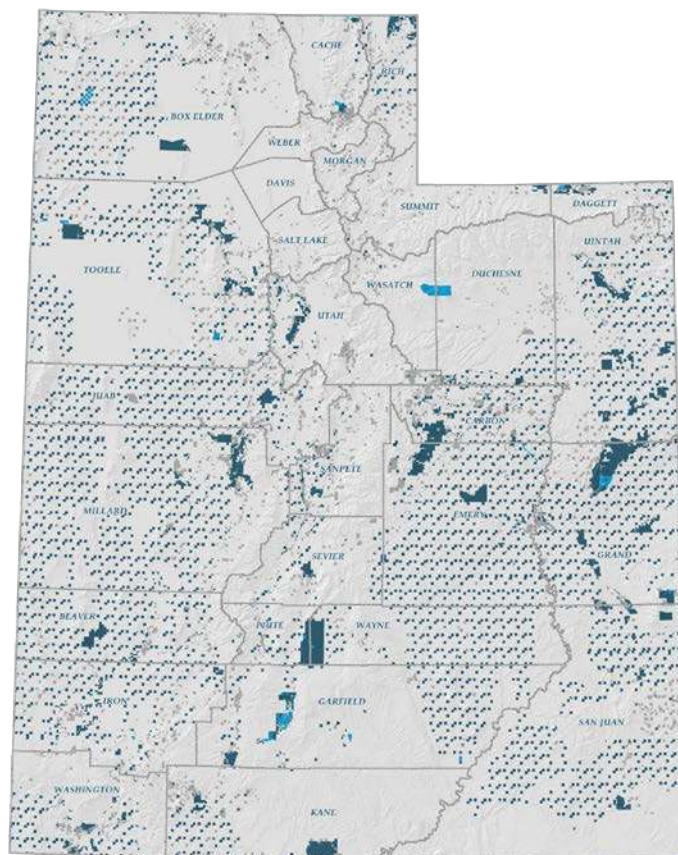 CACHE
RICH
BOX ELDER
WEBER
MORGAN
DAVIS
SUMMIT
DAGGETT
SALT LAKE
UINTAH
TOOELE
WASATCH
DUCHESNE
UTAH
JUAB
CARBON
SANPETE
MILLARD
EMERY
SEVIER
GRAND
BEAVER
PIUTE
WAYNE
IRON
GARFIELD
SAN JUAN
WASHINGTON
KANE